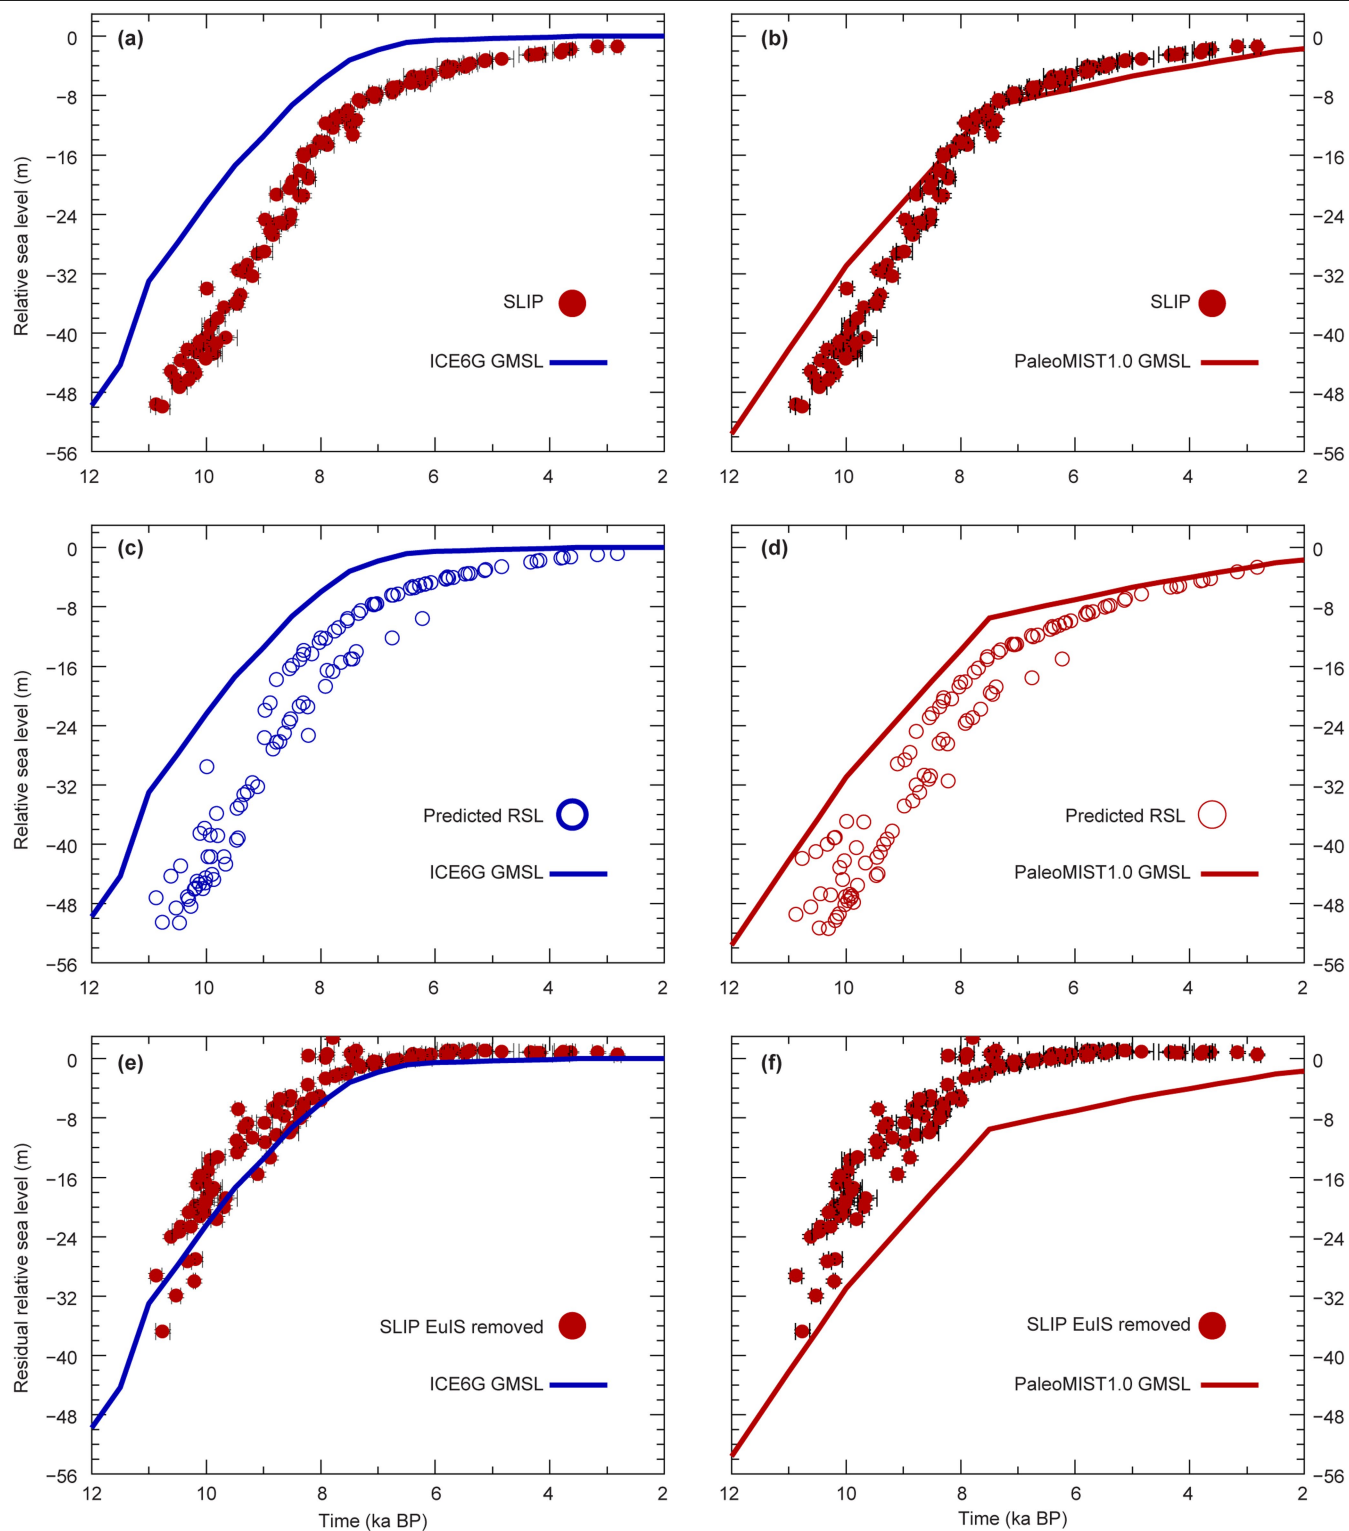 (a)
0
−8
−16
−24
−32
−40
−48
−56
Relative sea level (m)
SLIP
ICE6G GMSL
12 10 8 6 4 2
(b)
0
−8
−16
−24
−32
−40
−48
−56
SLIP
PaleoMIST1.0 GMSL
12 10 8 6 4 2
(c)
0
−8
−16
−24
−32
−40
−48
−56
Relative sea level (m)
Predicted RSL
ICE6G GMSL
12 10 8 6 4 2
(d)
0
−8
−16
−24
−32
−40
−48
−56
Predicted RSL
PaleoMIST1.0 GMSL
12 10 8 6 4 2
(e)
0
−8
−16
−24
−32
−40
−48
−56
Residual relative sea level (m)
SLIP EuIS removed
ICE6G GMSL
12 10 8 6 4 2
Time (ka BP)
(f)
0
−8
−16
−24
−32
−40
−48
−56
SLIP EuIS removed
PaleoMIST1.0 GMSL
12 10 8 6 4 2
Time (ka BP)